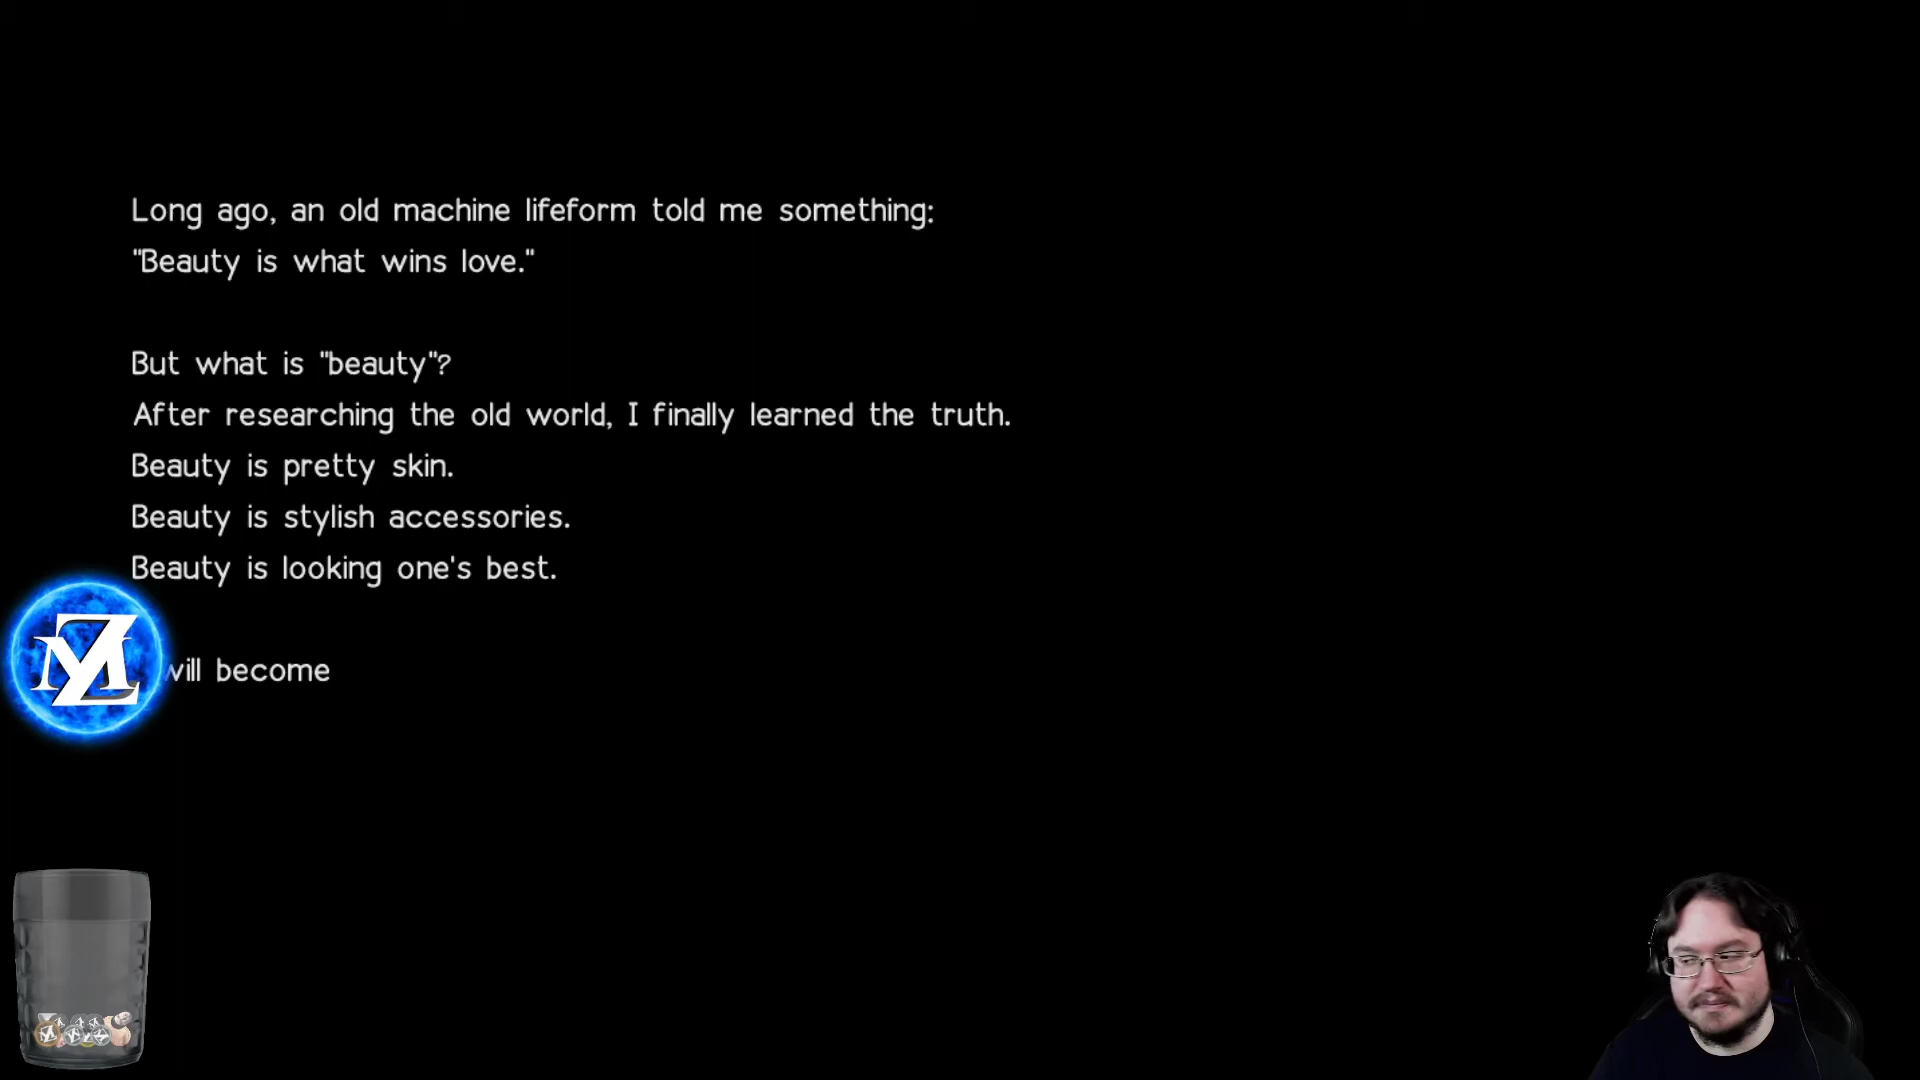 Long ago, an old machine lifeform told me something:
"Beauty is what wins love."
But what is "beauty"?
After researching the old world, I finally learned the truth.
Beauty is pretty skin.
Beauty is stylish accessories.
Beauty is looking one's best.
will become
MZ